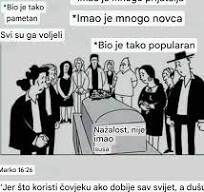 *Imao je mnogo prijatelja
*Bio je tako
pametan
*Imao je mnogo novca
Svi su ga voljeli
*Bio je tako popularan
Nažalost, nije
imao
Isusa
Marko 16:26
"Jer što koristi čovjeku ako dobije sav svijet, a dušu